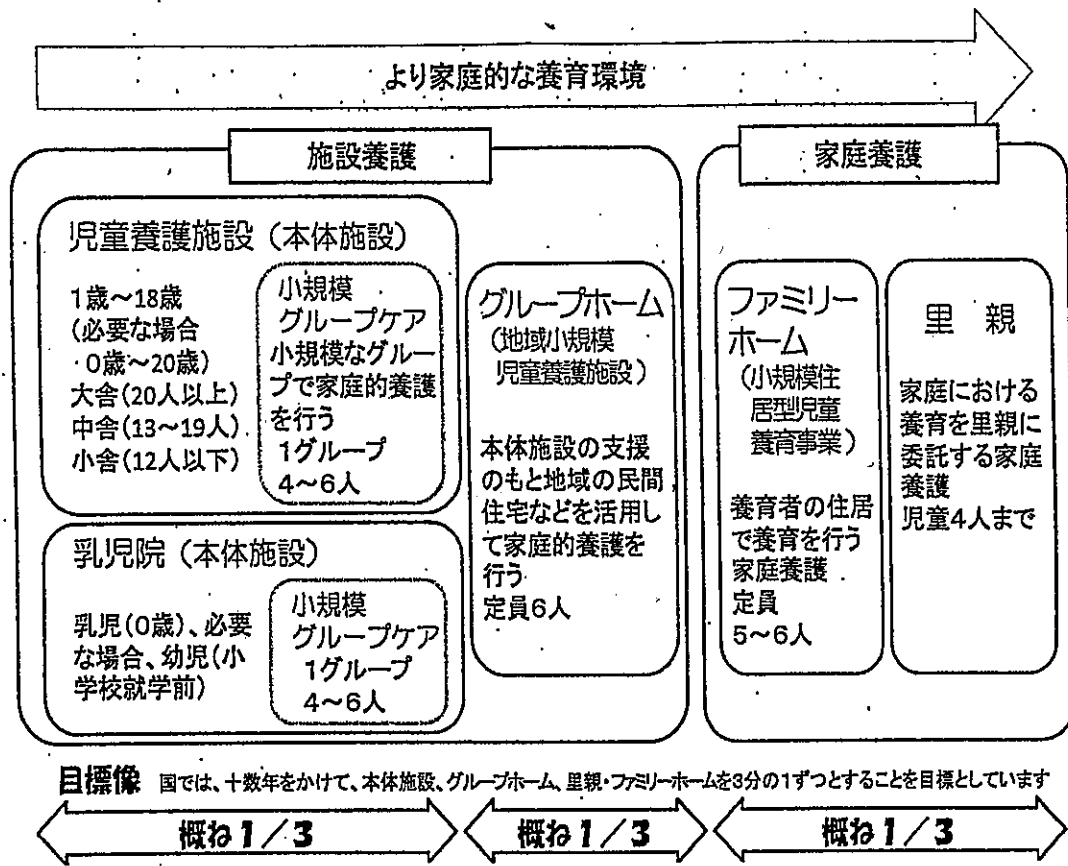 より家庭的な養育環境
施設養護
家庭養護
児童養護施設（本体施設）
1歳～18歳
(必要な場合
0歳～20歳)
大舎(20人以上)
中舎(13～19人)
小舎(12人以下)
小規模
グループケア
小規模なグルー
プで家庭的養護
を行う
1グループ
4～6人
乳児院（本体施設）
乳児(0歳)、必要
な場合、幼児(小
学校就学前)
小規模
グループケア
1グループ
4～6人
グループホーム
(地域小規模
児童養護施設)
本体施設の支援
のもと地域の民間
住宅などを活用し
て家庭的養護を
行う
定員6人
ファミリー
ホーム
(小規模住
居型児童
養育事業)
養育者の住居
で養育を行う
家庭養護
定員
5～6人
里 親
家庭における
養育を里親に
委託する家庭
養護
児童4人まで
目標像 国では、十数年をかけて、本体施設、グループホーム、里親・ファミリーホームを3分の1ずつとすることを目標としています
概ね1／3
概ね1／3
概ね1／3